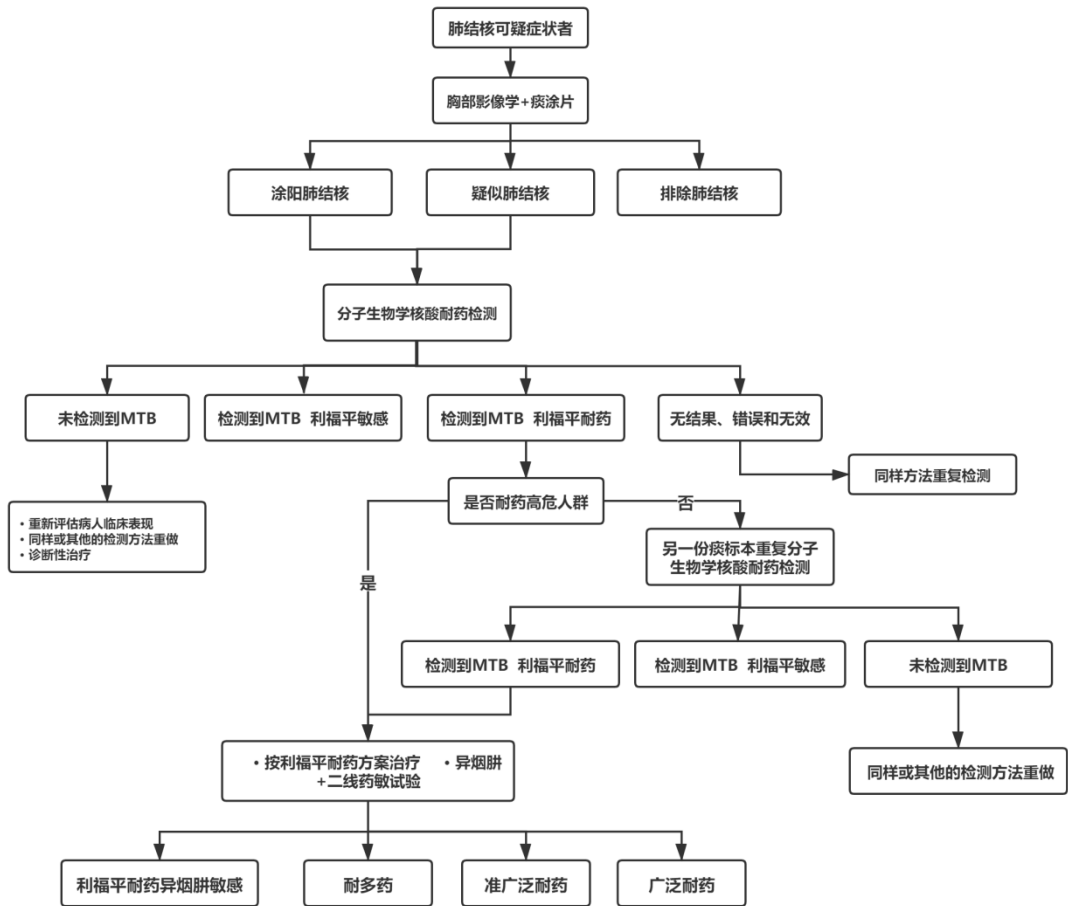 肺结核可疑症状者
胸部影像学+痰涂片
涂阳肺结核
疑似肺结核
排除肺结核
分子生物学核酸耐药检测
未检测到MTB
检测到MTB 利福平敏感
检测到MTB 利福平耐药
无结果、错误和无效
同样方法重复检测
• 重新评估病人临床表现
• 同样或其他的检测方法重做
• 诊断性治疗
是否耐药高危人群
否
是
另一份痰标本重复分子
生物学核酸耐药检测
检测到MTB 利福平耐药
检测到MTB 利福平敏感
未检测到MTB
同样或其他的检测方法重做
• 按利福平耐药方案治疗 • 异烟肼
+二线药敏试验
利福平耐药异烟肼敏感
耐多药
准广泛耐药
广泛耐药